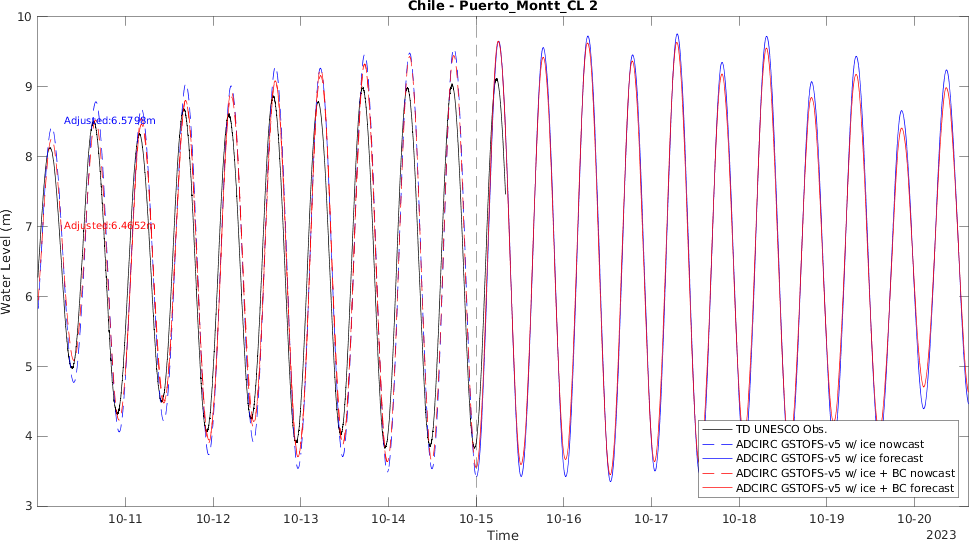 Chile - Puerto_Montt_CL 2
10
9
8
7
6
5
4
3
Water Level (m)
Adjusted:6.5798m
Adjusted:6.4652m
TD UNESCO Obs.
ADCIRC GSTOFS-v5 w/ ice nowcast
ADCIRC GSTOFS-v5 w/ ice forecast
ADCIRC GSTOFS-v5 w/ ice + BC nowcast
ADCIRC GSTOFS-v5 w/ ice + BC forecast
10-11 10-12 10-13 10-14 10-15 10-16 10-17 10-18 10-19 10-20
Time
2023